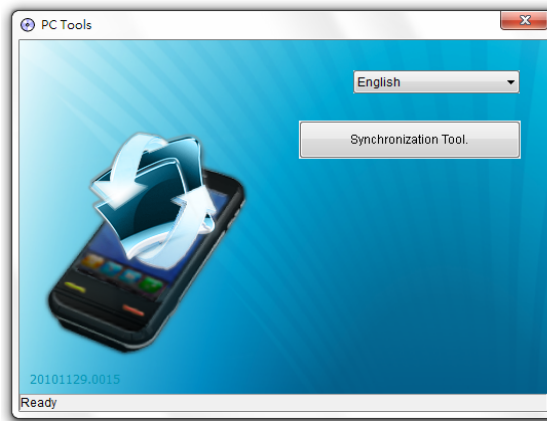 PC Tools
English
Synchronization Tool.
20101129.0015
Ready